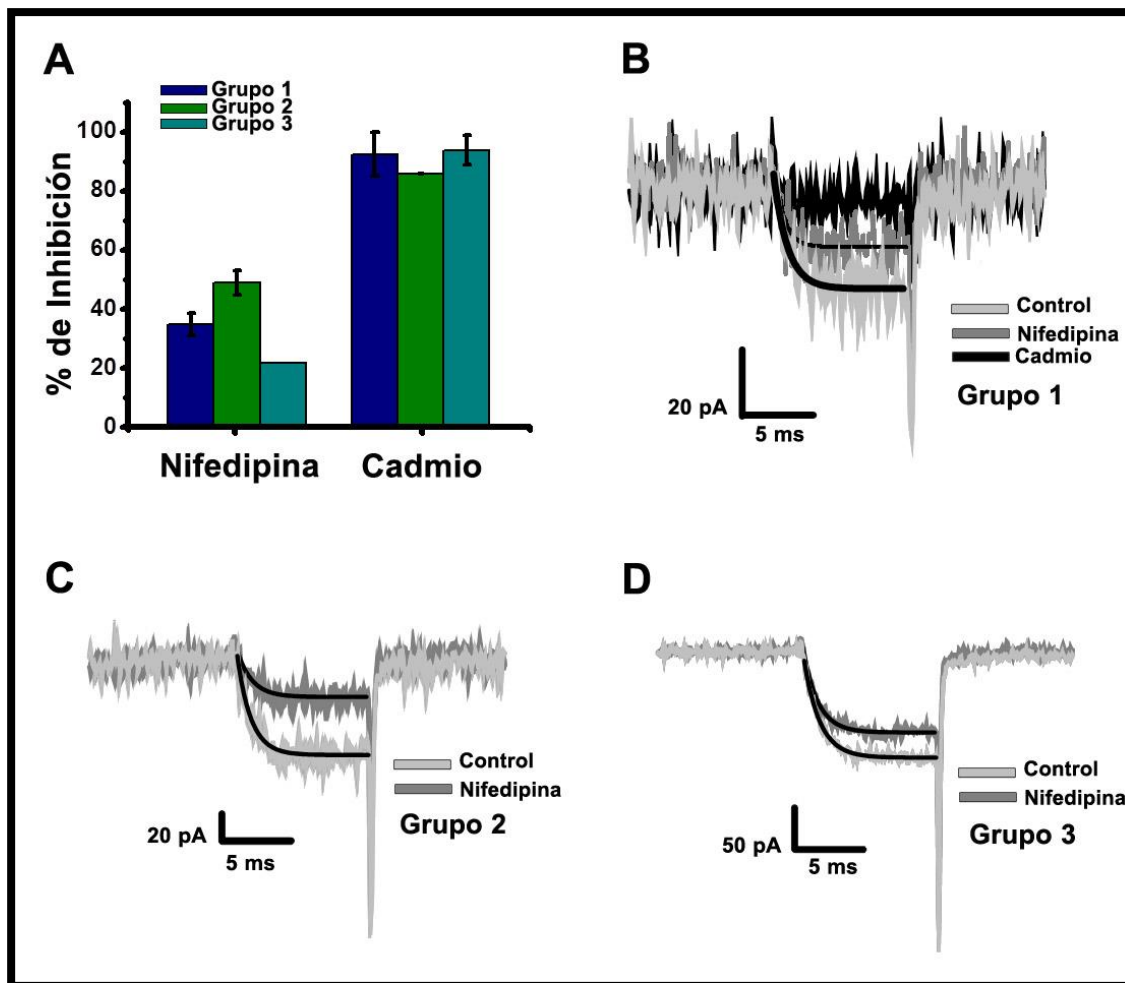 A
Grupo 1
Grupo 2
Grupo 3
% de Inhibición
100
80
60
40
20
0
Nifedipina
Cadmio
B
Control
Nifedipina
Cadmio
Grupo 1
20 pA
5 ms
C
Control
Nifedipina
Grupo 2
20 pA
5 ms
D
Control
Nifedipina
Grupo 3
50 pA
5 ms